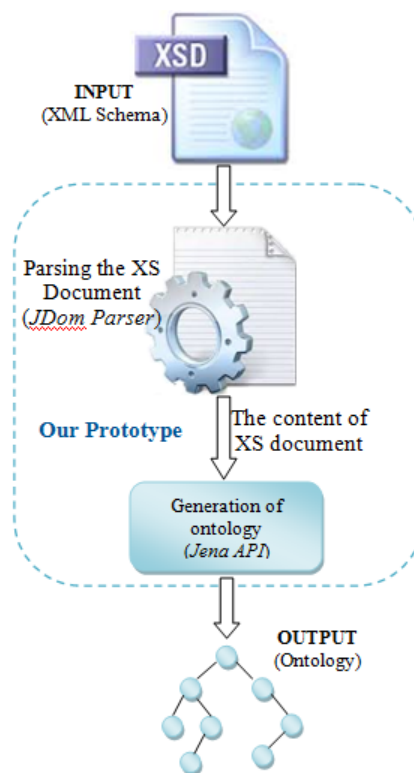 XSD
INPUT
(XML Schema)
Parsing the XS
Document
(JDom Parser)
Our Prototype
The content of
XS document
Generation of
ontology
(Jena API)
OUTPUT
(Ontology)